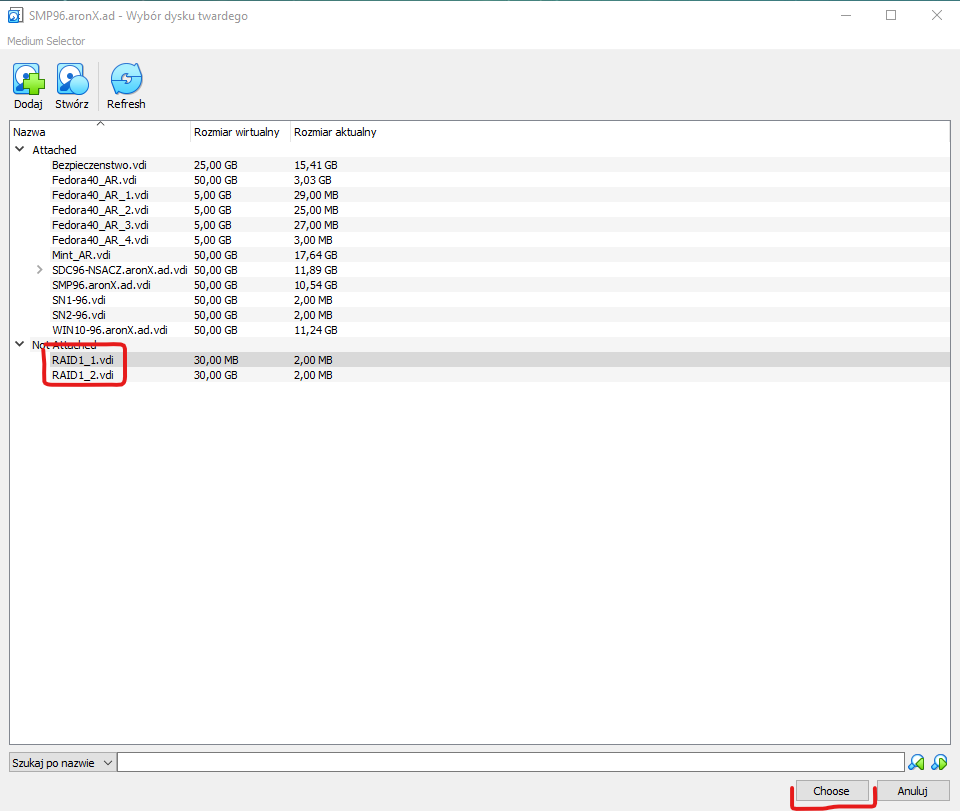 SMP96.aronX.ad - Wybór dysku twardego
Medium Selector
Dodaj Stwórz Refresh
Nazwa Rozmiar wirtualny Rozmiar aktualny
Attached
Bezpieczenstwo.vdi 25,00 GB 15,41 GB
Fedora40_AR.vdi 50,00 GB 3,03 GB
Fedora40_AR_1.vdi 5,00 GB 29,00 MB
Fedora40_AR_2.vdi 5,00 GB 25,00 MB
Fedora40_AR_3.vdi 5,00 GB 27,00 MB
Fedora40_AR_4.vdi 5,00 GB 3,00 MB
Mint_AR.vdi 50,00 GB 17,64 GB
SDC96-NSACZ.aronX.ad.vdi 50,00 GB 11,89 GB
SMP96.aronX.ad.vdi 50,00 GB 10,54 GB
SN1-96.vdi 50,00 GB 2,00 MB
SN2-96.vdi 50,00 GB 2,00 MB
WIN10-96.aronX.ad.vdi 50,00 GB 11,24 GB
Not Attached
RAID1_1.vdi 30,00 MB 2,00 MB
RAID1_2.vdi 30,00 GB 2,00 MB
Szukaj po nazwie
Choose Anuluj